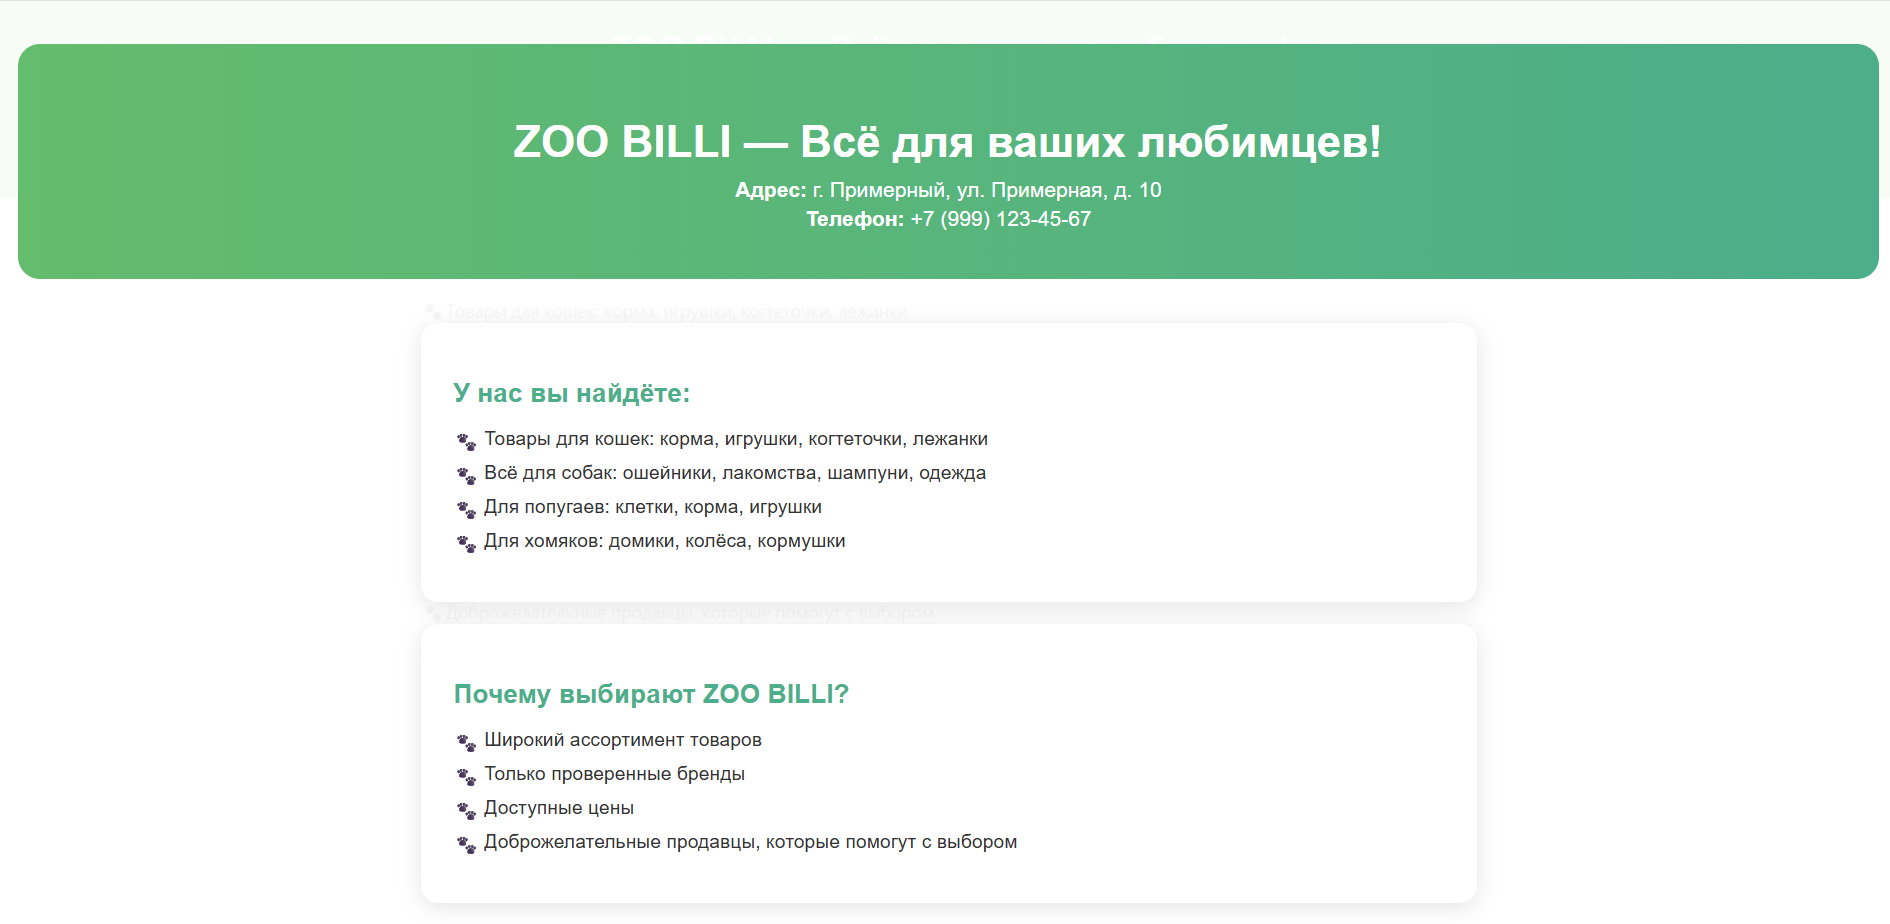 ZOO BILLI — Всё для ваших любимцев!
Адрес: г. Примерный, ул. Примерная, д. 10
Телефон: +7 (999) 123-45-67
Товары для кошек: корма, игрушки, когтеточки, лежанки
У нас вы найдёте:
Товары для кошек: корма, игрушки, когтеточки, лежанки
Всё для собак: ошейники, лакомства, шампуни, одежда
Для попугаев: клетки, корма, игрушки
Для хомяков: домики, колёса, кормушки
Доброжелательные продавцы, которые помогут с выбором
Почему выбирают ZOO BILLI?
Широкий ассортимент товаров
Только проверенные бренды
Доступные цены
Доброжелательные продавцы, которые помогут с выбором